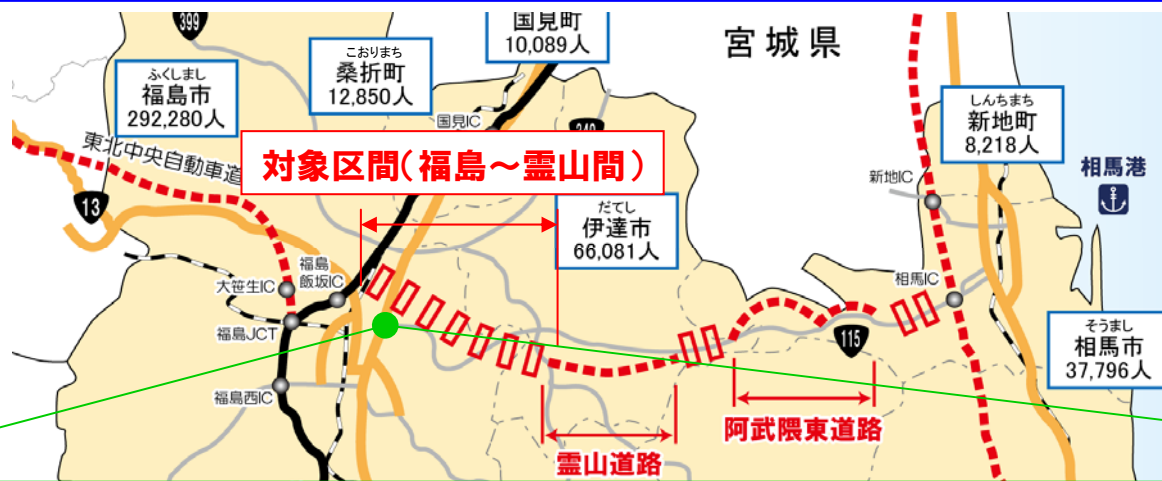 399
国見町
10,089人
宮城県
こおりまち
桑折町
12,850人
ふくしまし
福島市
292,280人
国見IC
しんちまち
新地町
8,218人
東北中央自動車道
対象区間(福島～霊山間)
相馬港
新地IC
13
だてし
伊達市
66,081人
福島
飯坂IC
大笹生IC
相馬IC
福島JCT
115
そうまし
相馬市
37,796人
福島西IC
阿武隈東道路
霊山道路